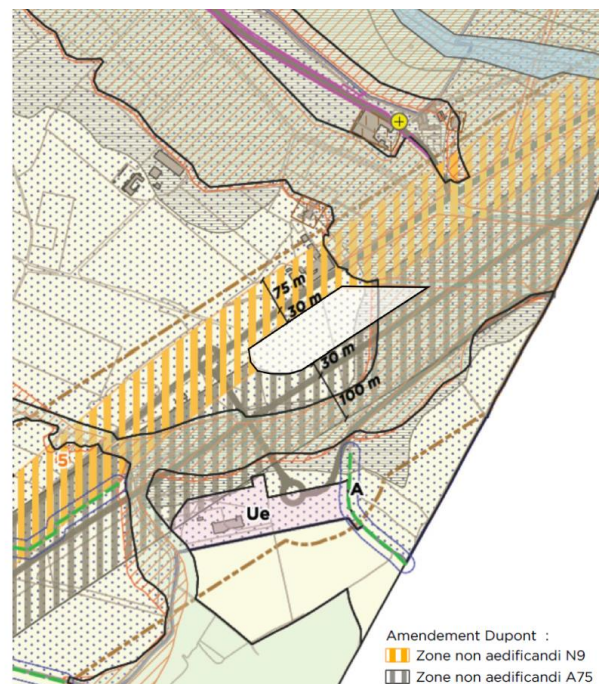 75 m
30 m
30 m
100 m
5
A
Ue
Amendement Dupont :
Zone non aedificandi N9
Zone non aedificandi A75